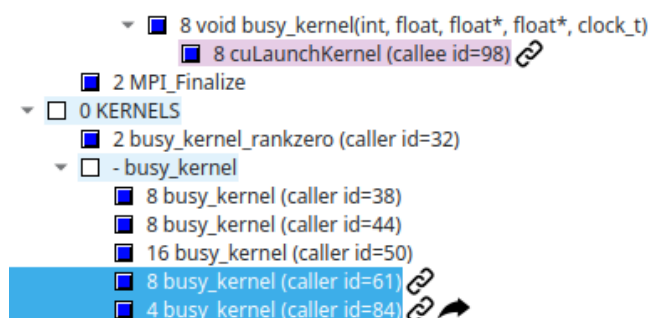 8 void busy_kernel(int, float, float*, float*, clock_t)
8 cuLaunchKernel (callee id=98)
2 MPI_Finalize
0 KERNELS
2 busy_kernel_rankzero (caller id=32)
- busy_kernel
8 busy_kernel (caller id=38)
8 busy_kernel (caller id=44)
16 busy_kernel (caller id=50)
8 busy_kernel (caller id=61)
4 busy_kernel (caller id=84)